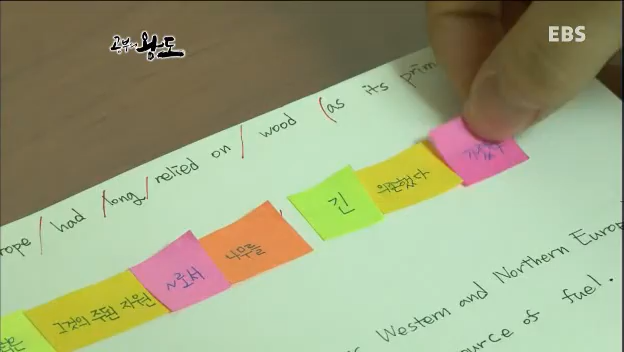 공부의 왕도
EBS
rope / had / long / relied on / wood (as its prim
그것의 주된 자원 ~로서 나무를 긴 의존했다
Western and Northern Europ
source of fuel.